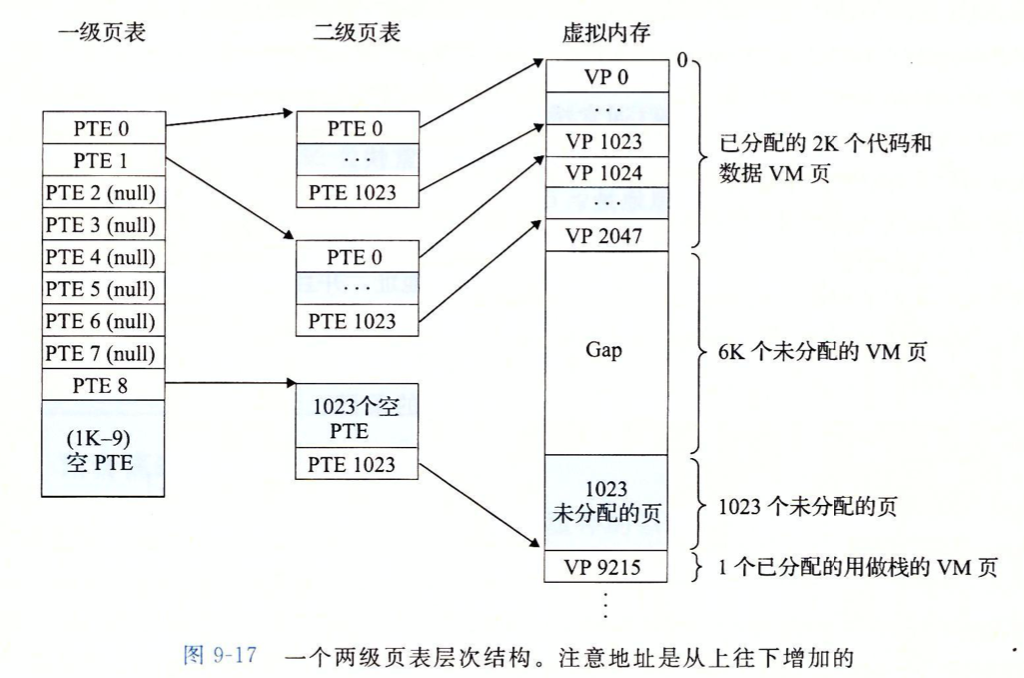 一级页表
二级页表
虚拟内存
PTE 0
PTE 1
PTE 2 (null)
PTE 3 (null)
PTE 4 (null)
PTE 5 (null)
PTE 6 (null)
PTE 7 (null)
PTE 8
(1K–9)
空 PTE
PTE 0
···
PTE 1023
PTE 0
···
PTE 1023
1023个空
PTE
PTE 1023
0
VP 0
···
VP 1023
VP 1024
···
VP 2047
Gap
1023
未分配的页
VP 9215
已分配的 2K 个代码和
数据 VM 页
6K 个未分配的 VM 页
1023 个未分配的页
1 个已分配的用做栈的 VM 页
图 9-17 一个两级页表层次结构。注意地址是从上往下增加的